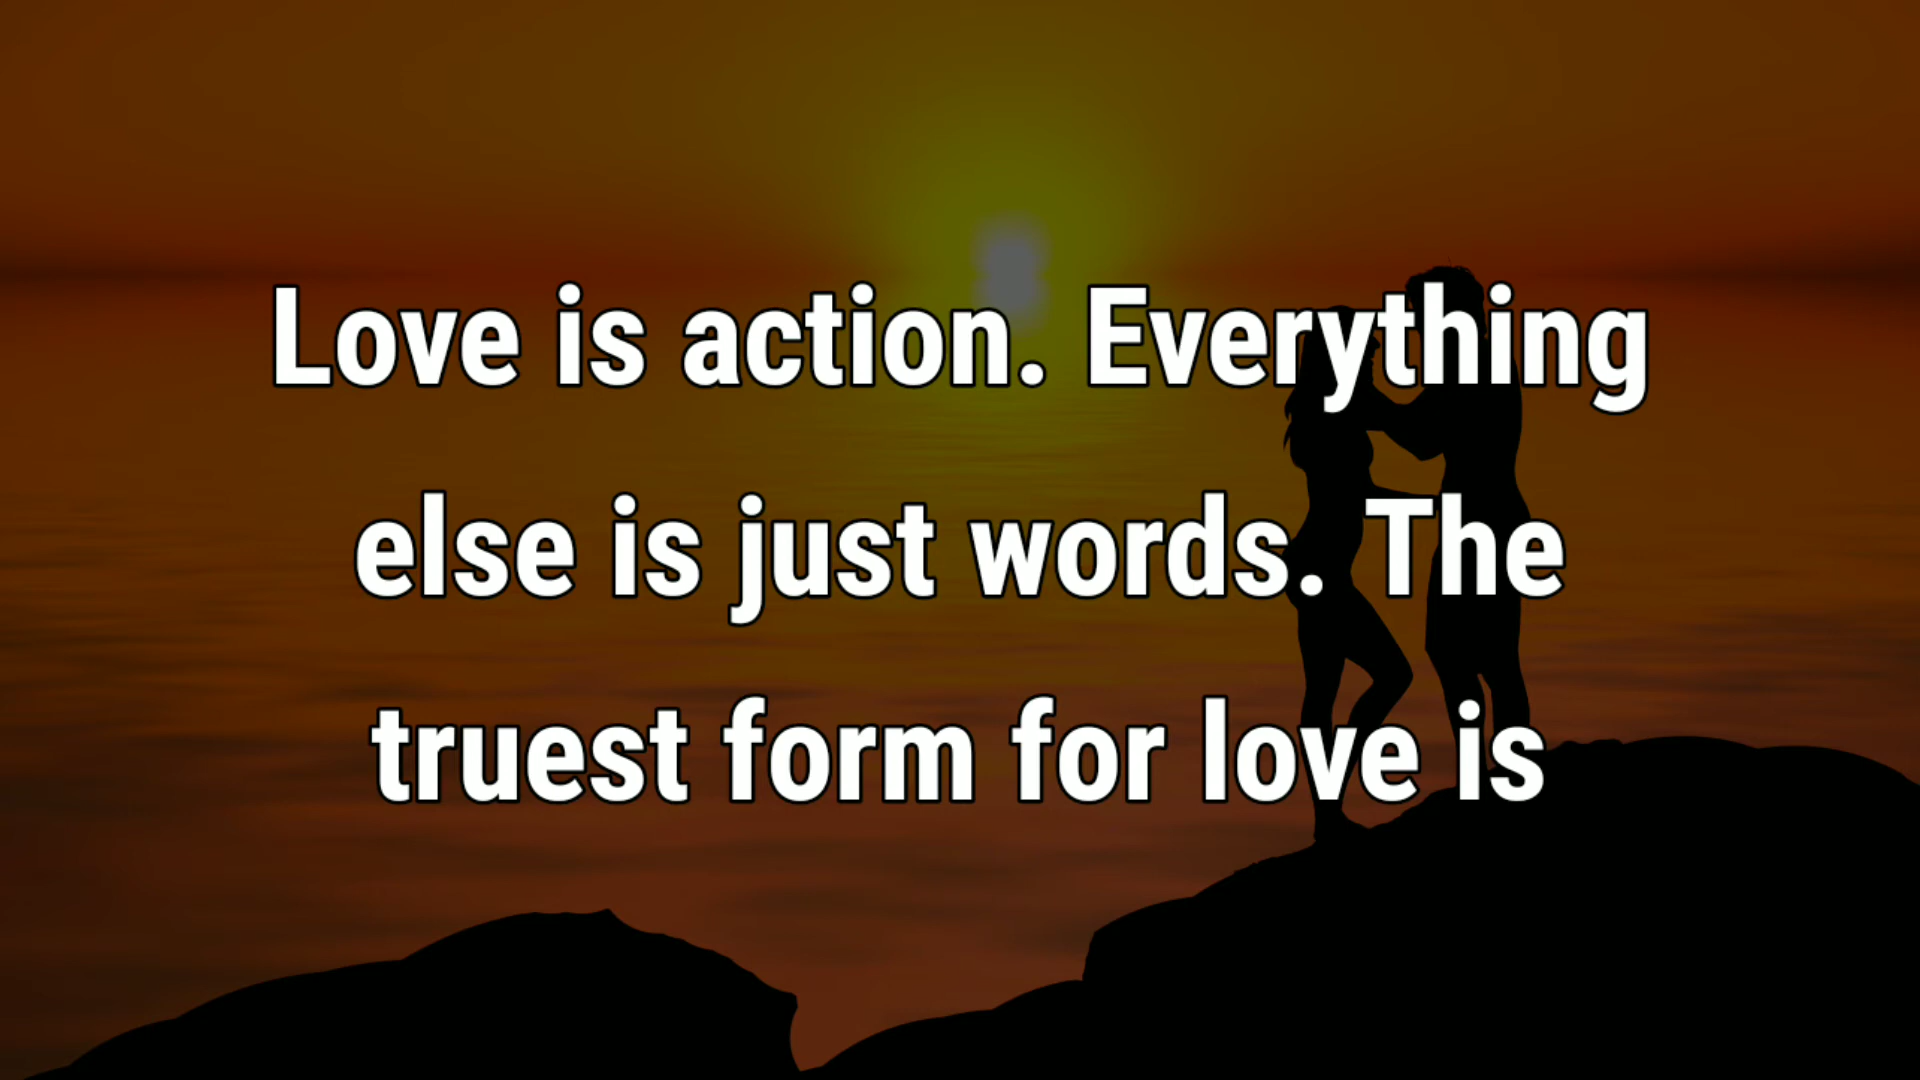 Love is action. Everything
else is just words. The
truest form for love is